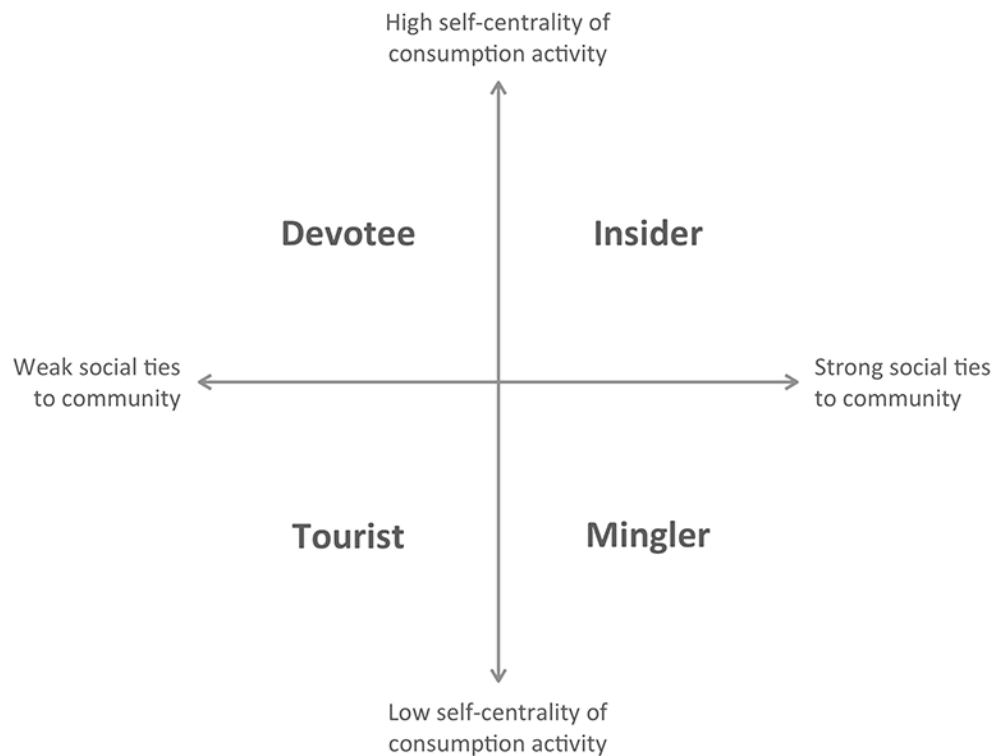 High self-centrality of
consumption activity
Devotee
Insider
Weak social ties
to community
Strong social ties
to community
Tourist
Mingler
Low self-centrality of
consumption activity